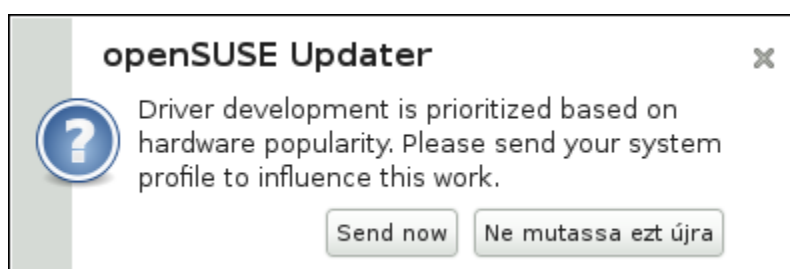 openSUSE Updater
Driver development is prioritized based on
hardware popularity. Please send your system
profile to influence this work.
Send now
Ne mutassa ezt újra